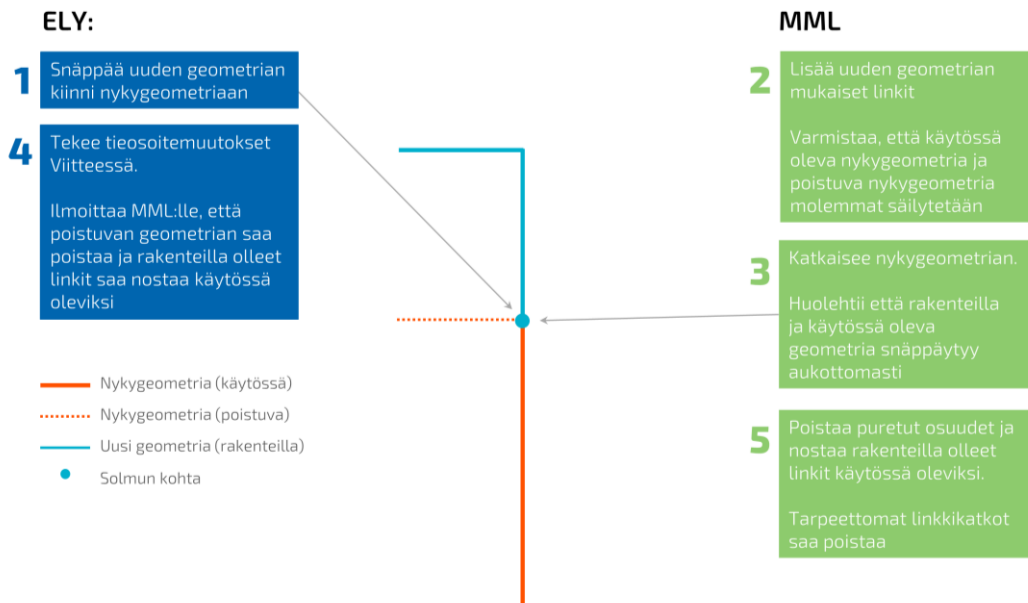 ELY:
1
Snäppää uuden geometrian
kiinni nykygeometriaan
4
Tekee tieosoitemuutokset
Viitteessä.
Ilmoittaa MML:lle, että
poistuvan geometrian saa
poistaa ja rakenteilla olleet
linkit saa nostaa käytössä
oleviksi
Nykygeometria (käytössä)
Nykygeometria (poistuva)
Uusi geometria (rakenteilla)
Solmun kohta
MML
2
Lisää uuden geometrian
mukaiset linkit
Varmistaa, että käytössä
oleva nykygeometria ja
poistuva nykygeometria
molemmat säilytetään
3
Katkaisee nykygeometrian.
Huolehtii että rakenteilla
ja käytössä oleva
geometria snäppäytyy
aukottomasti
5
Poistaa puretut osuudet ja
nostaa rakenteilla olleet
linkit käytössä oleviksi.
Tarpeettomat linkkikatkot
saa poistaa